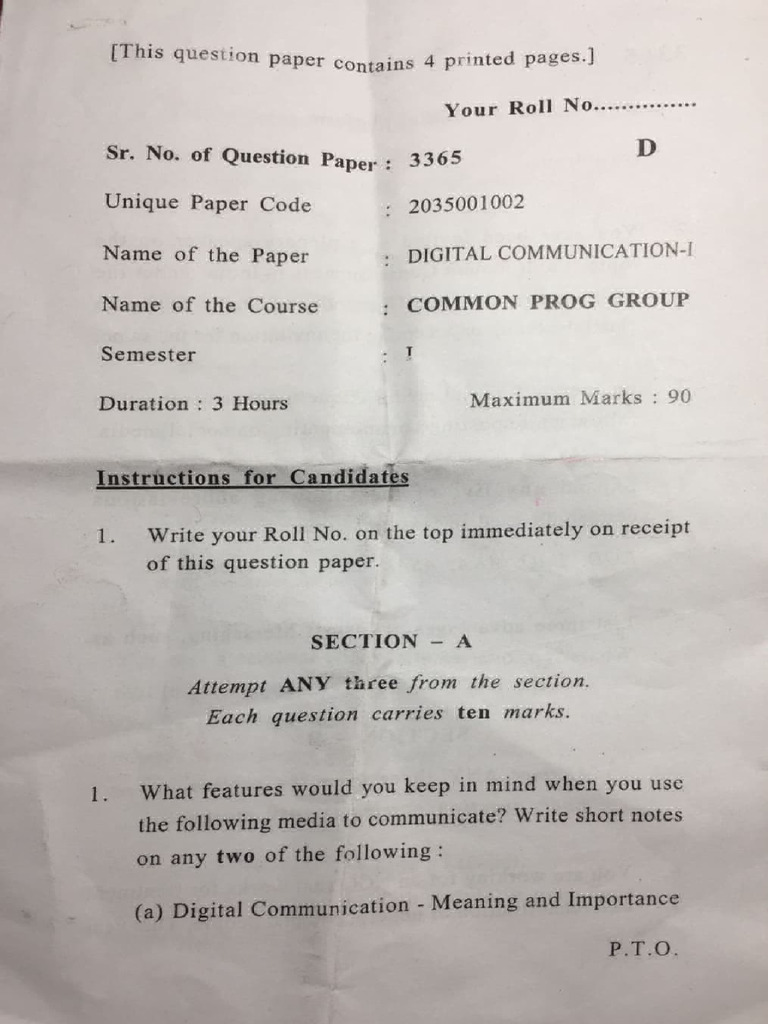 [This question paper contains 4 printed pages.]
Your Roll No...............
Sr. No. of Question Paper : 3365 D
Unique Paper Code : 2035001002
Name of the Paper : DIGITAL COMMUNICATION-I
Name of the Course : COMMON PROG GROUP
Semester : I
Duration : 3 Hours Maximum Marks : 90
Instructions for Candidates
1. Write your Roll No. on the top immediately on receipt
of this question paper.
SECTION – A
Attempt ANY three from the section.
Each question carries ten marks.
1. What features would you keep in mind when you use
the following media to communicate? Write short notes
on any two of the following :
(a) Digital Communication - Meaning and Importance
P.T.O.